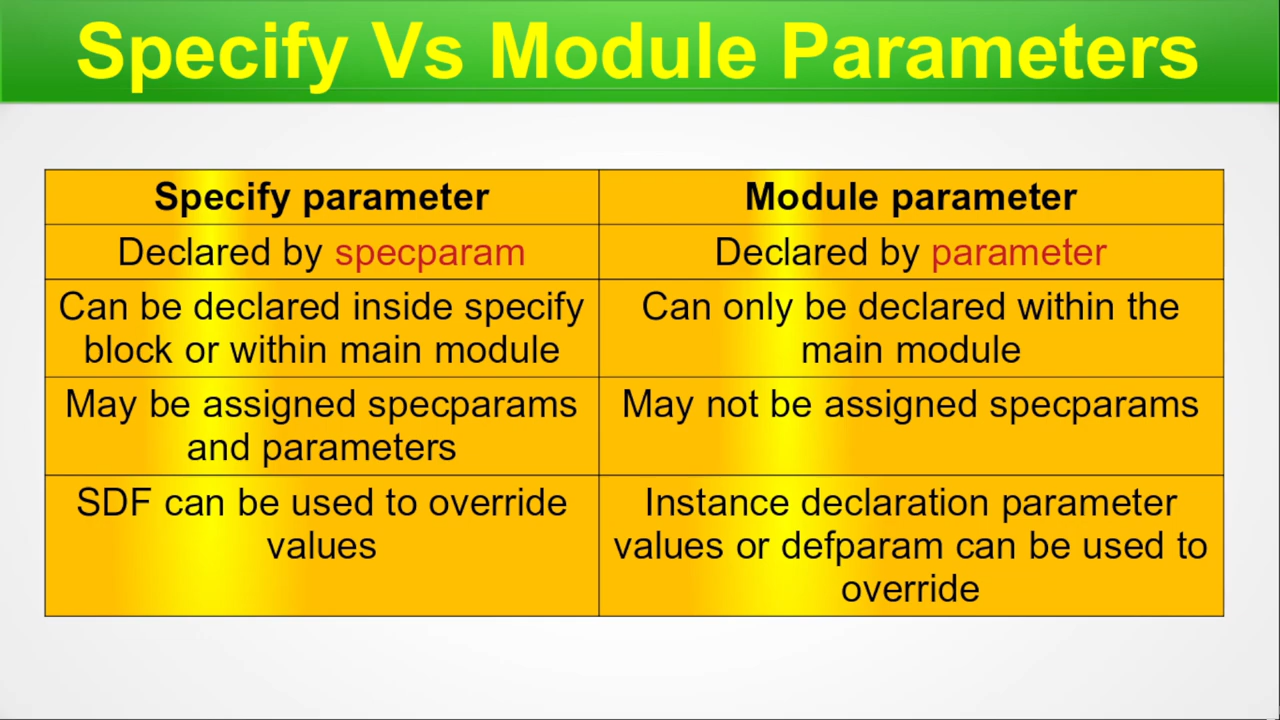 Specify Vs Module Parameters
Specify parameter
Module parameter
Declared by specparam
Declared by parameter
Can be declared inside specify
block or within main module
Can only be declared within the
main module
May be assigned specparams
and parameters
May not be assigned specparams
SDF can be used to override
values
Instance declaration parameter
values or defparam can be used to
override